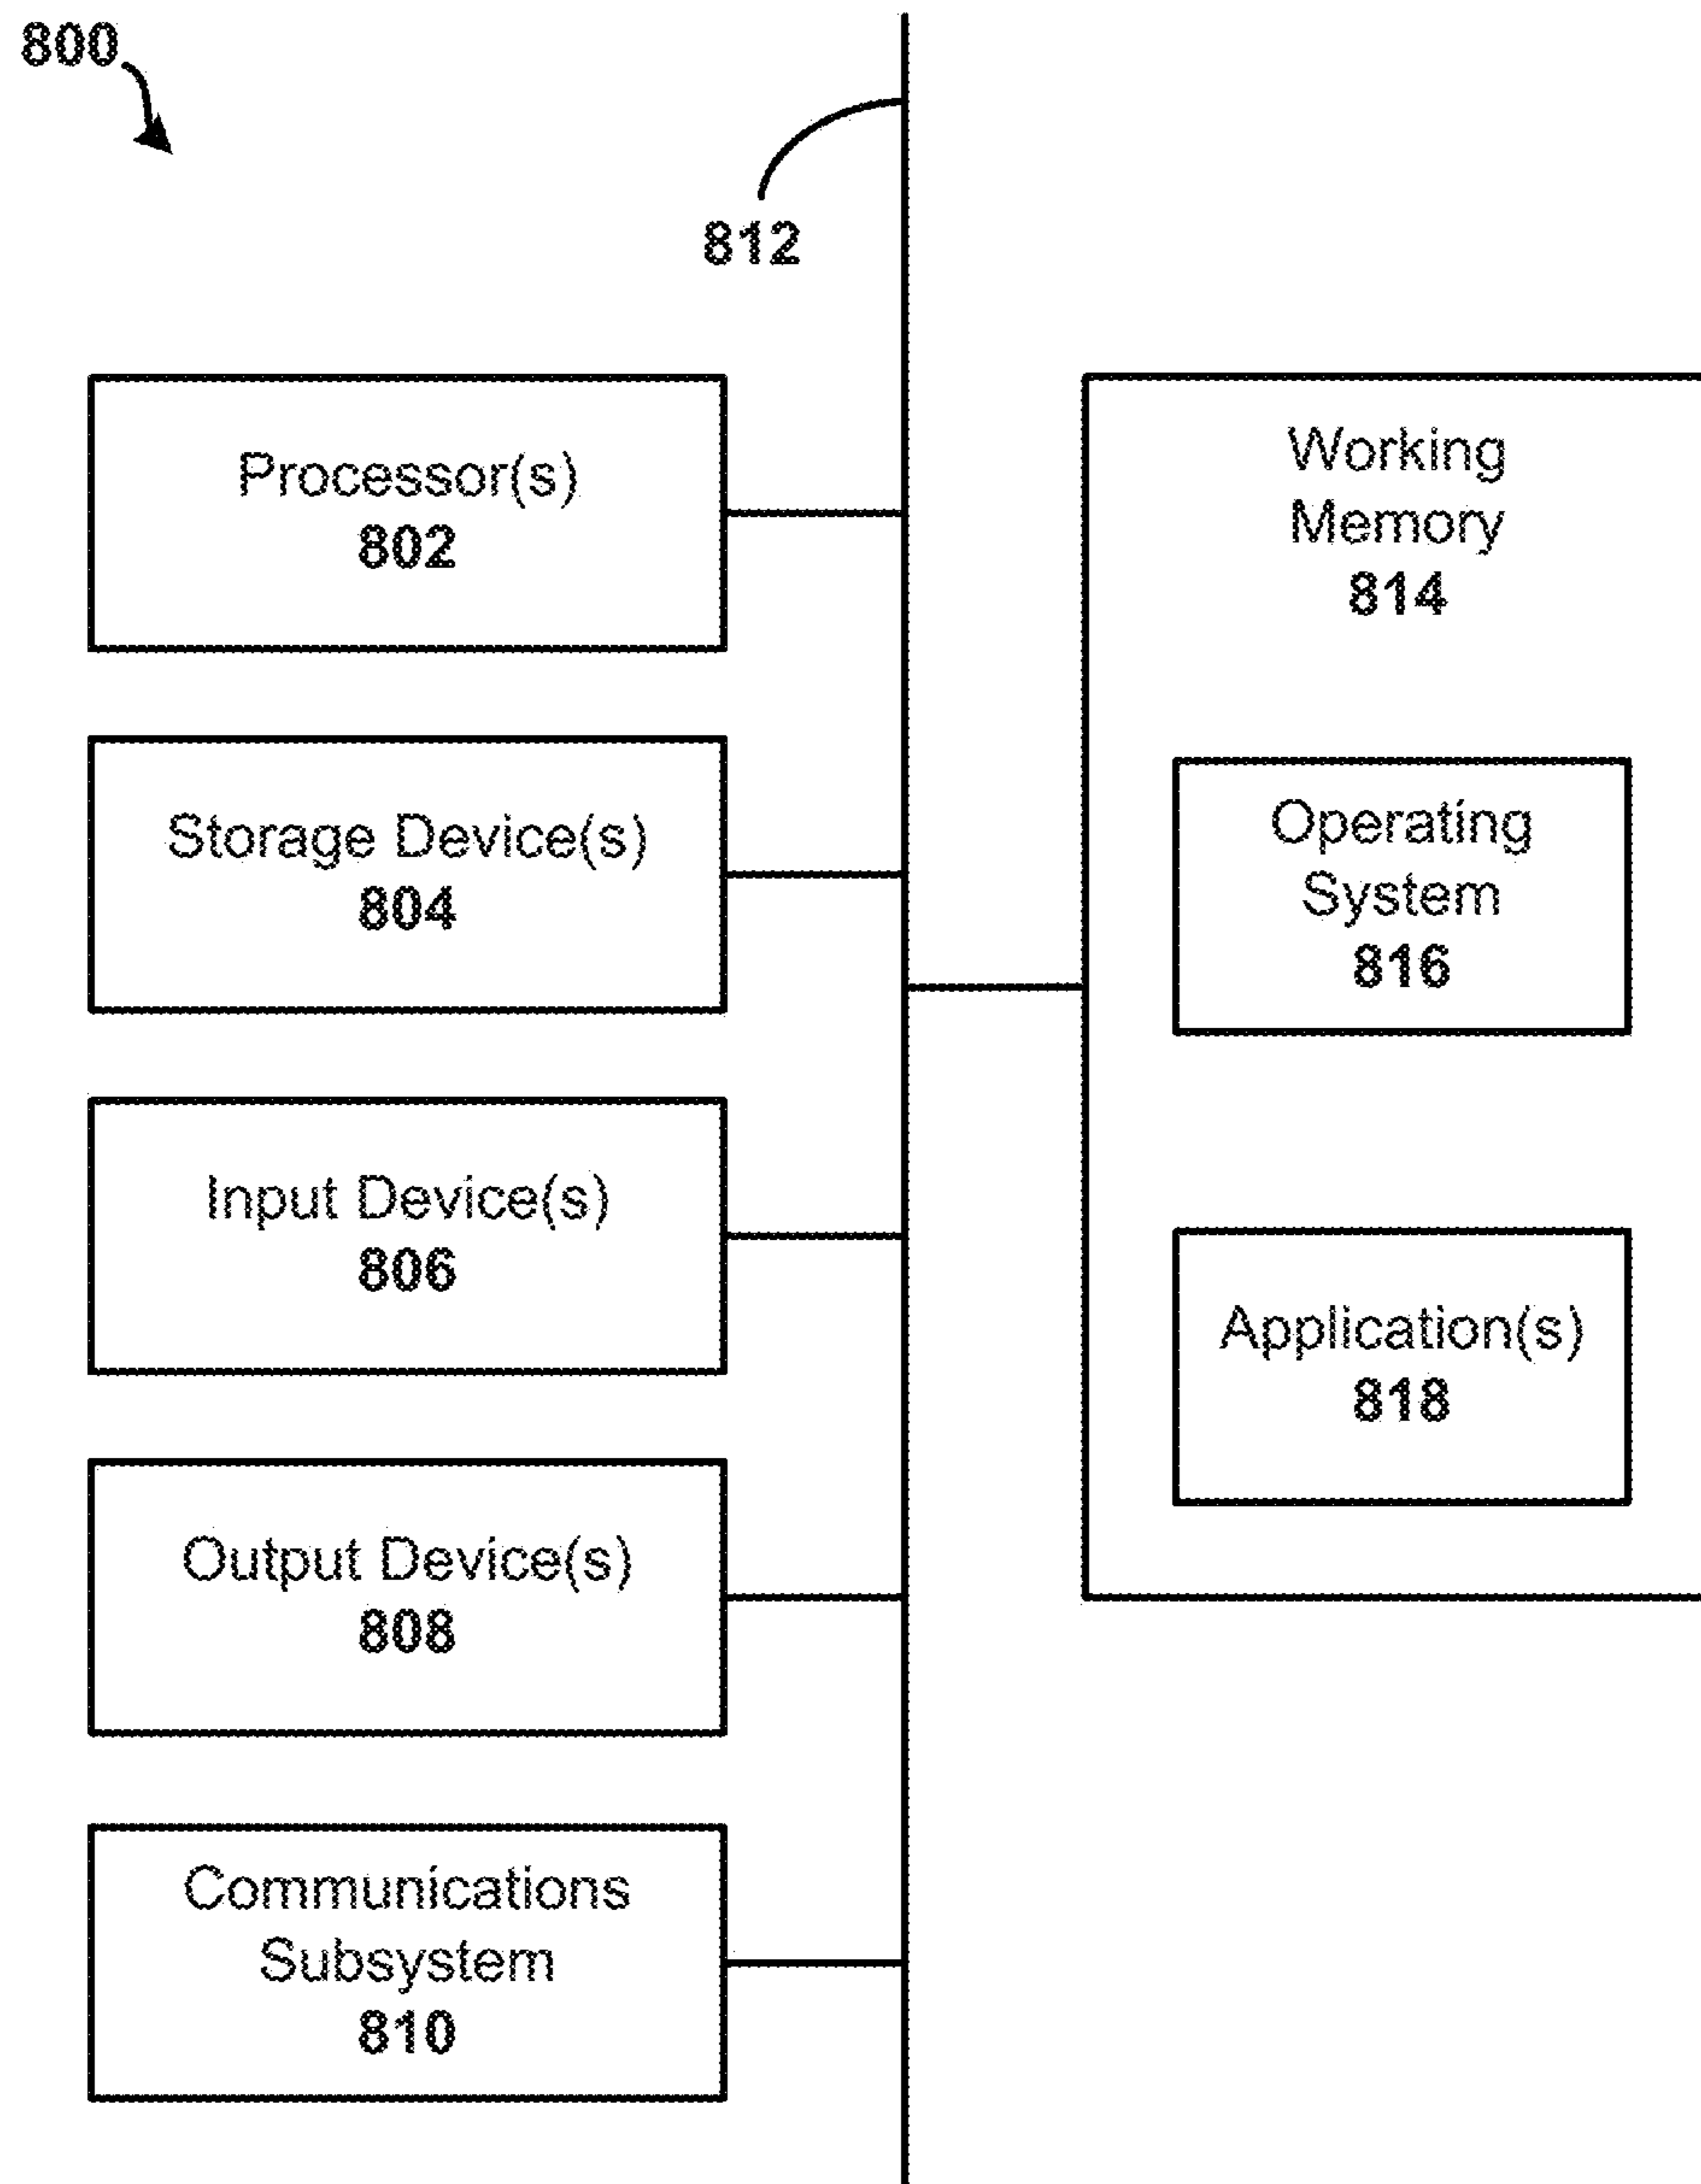 800
812
Processor(s)
802
Storage Device(s)
804
Input Device(s)
806
Output Device(s)
808
Communications
Subsystem
810
Working
Memory
814
Operating
System
816
Application(s)
818